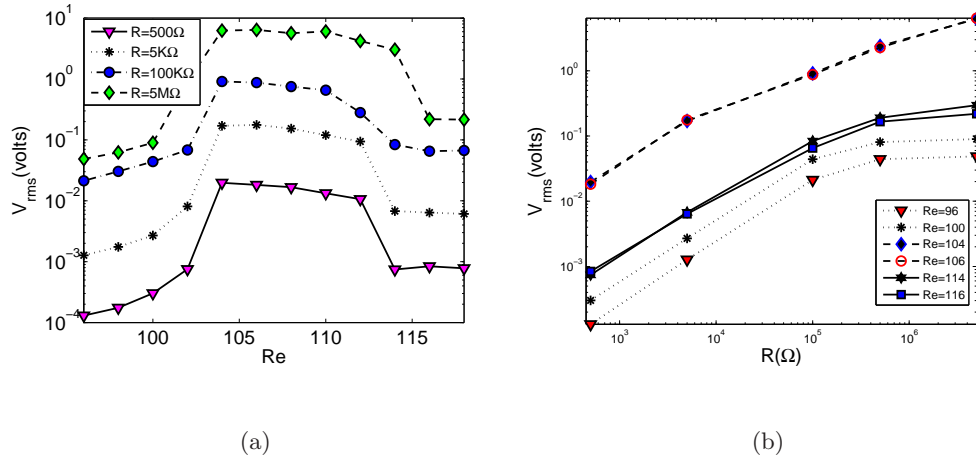 10^1
10^0
10^-1
10^-2
10^-3
10^-4
V_rms(volts)
100 105 110 115
Re
R=500Ω
R=5KΩ
R=100KΩ
R=5MΩ
(a)
10^0
10^-1
10^-2
10^-3
V_rms(volts)
10^3 10^4 10^5 10^6
R(Ω)
Re=96
Re=100
Re=104
Re=106
Re=114
Re=116
(b)